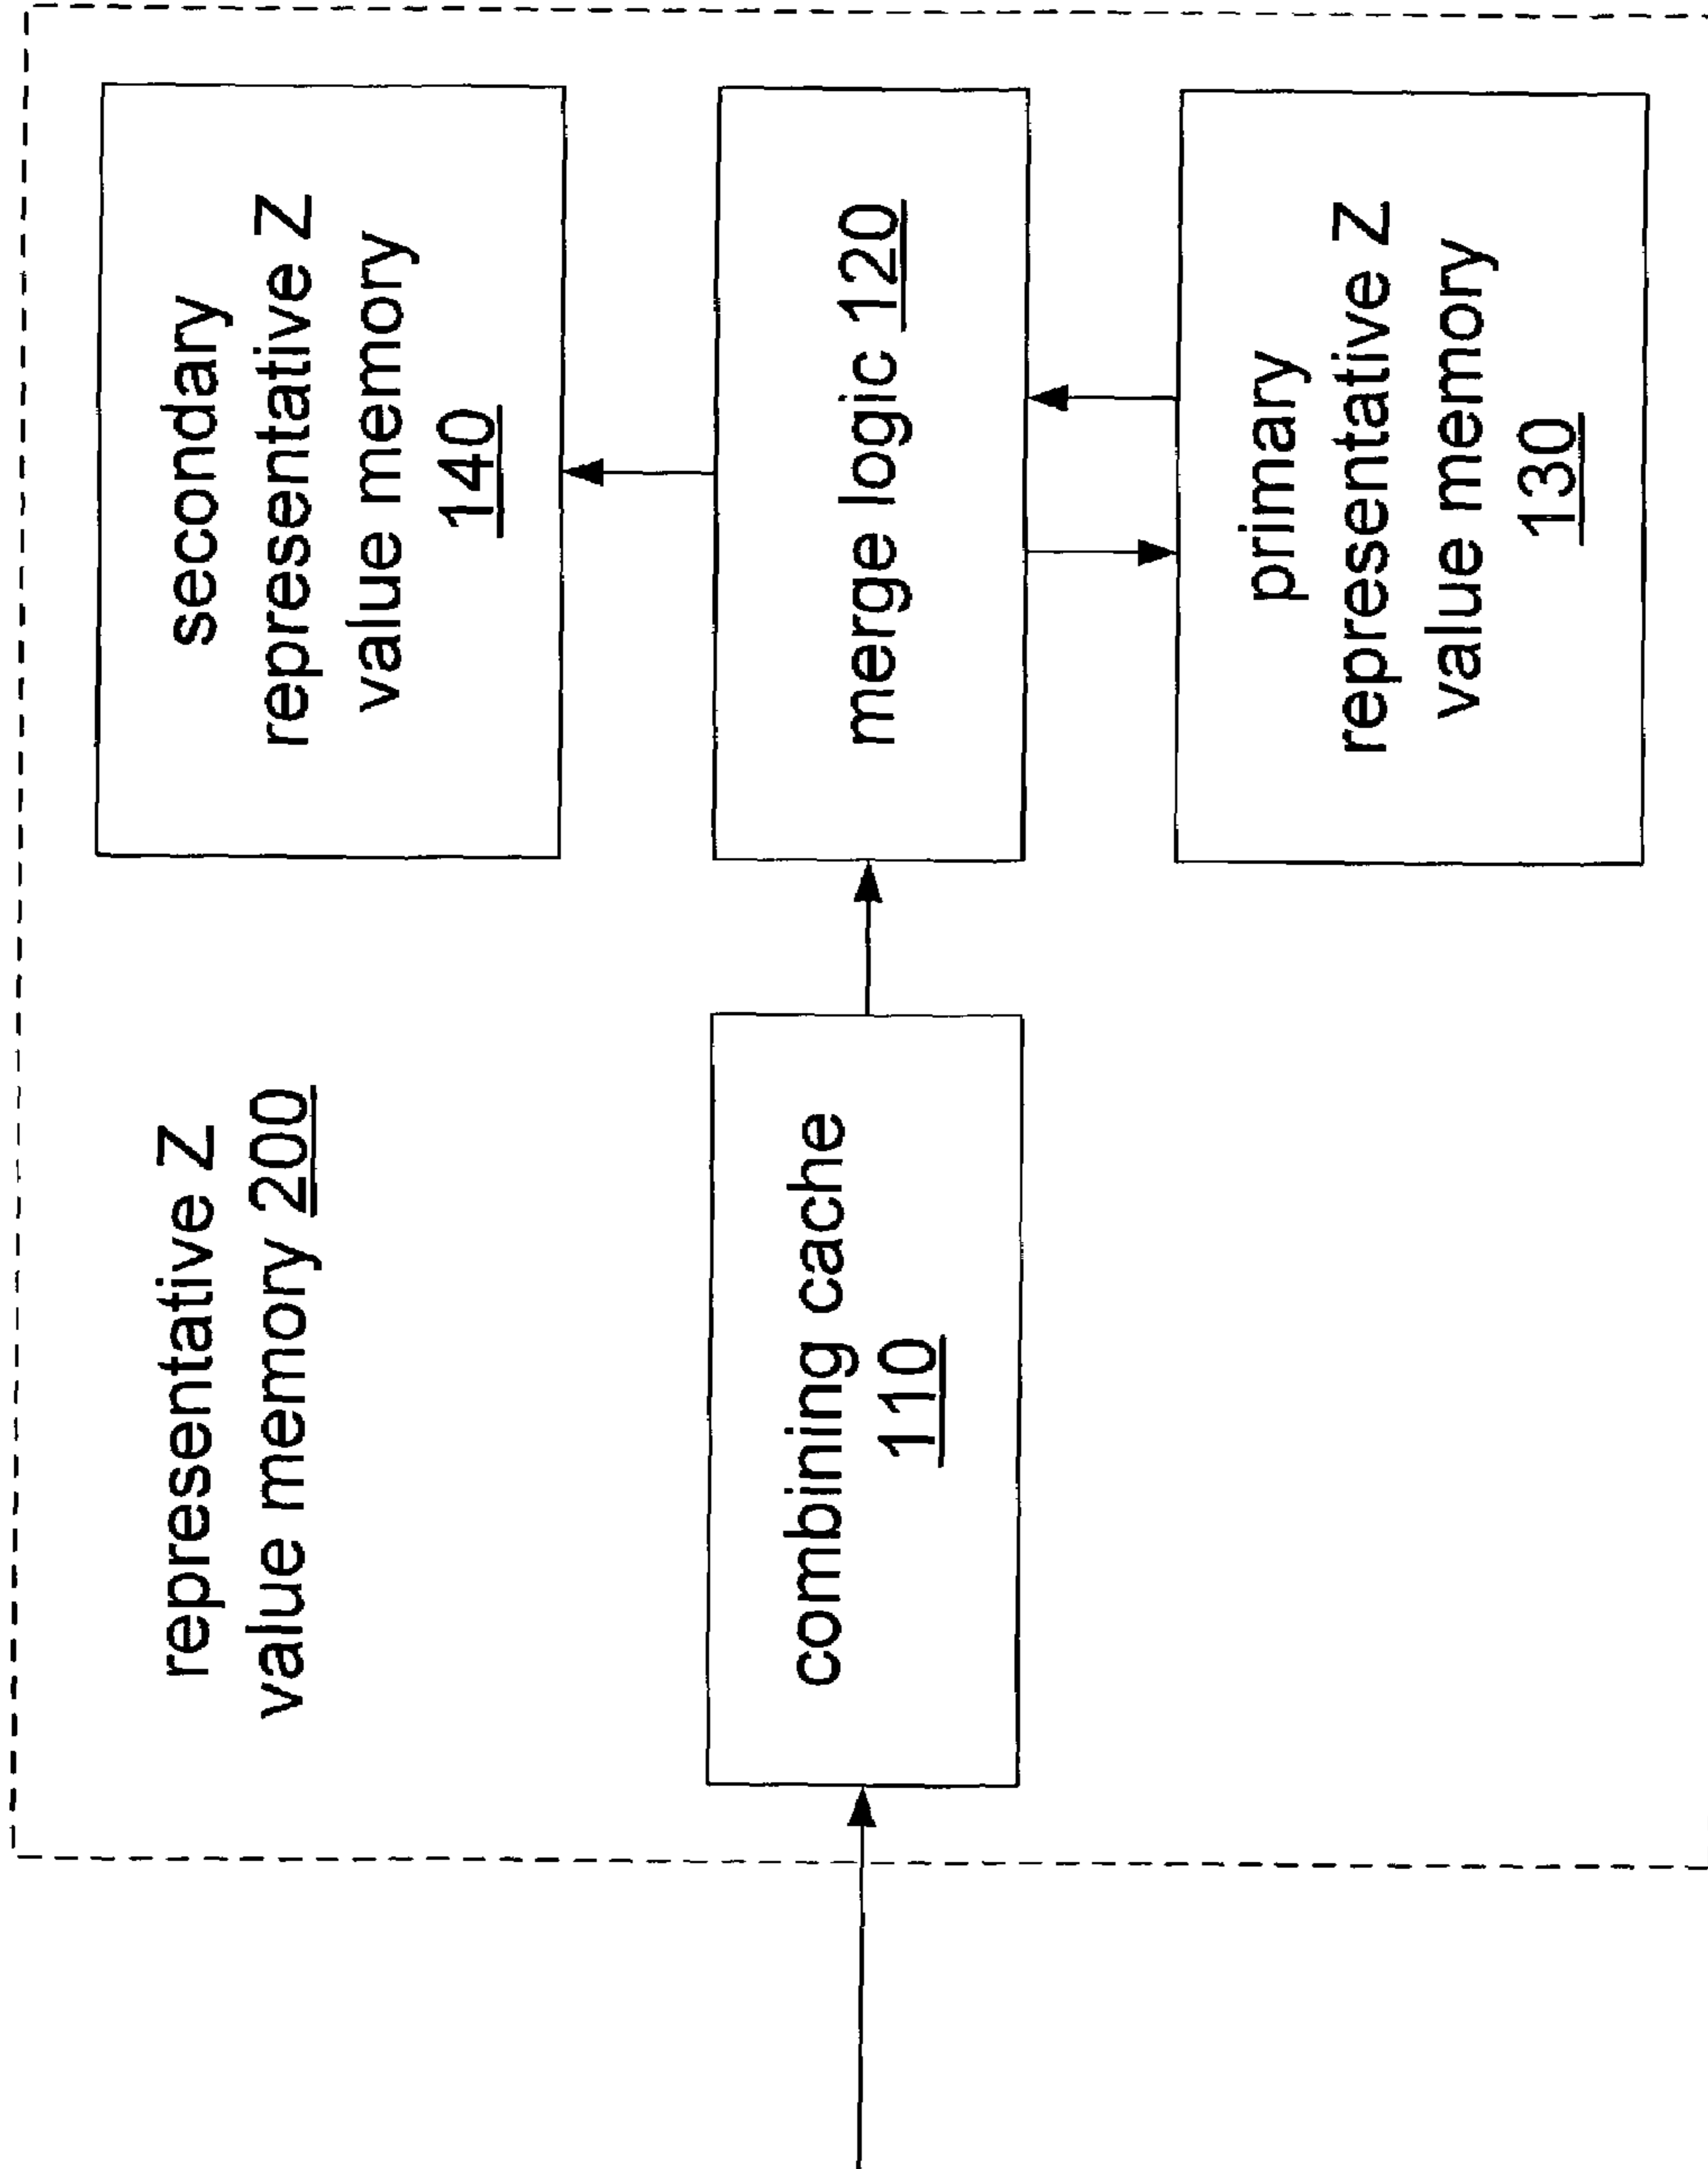 representative Z
value memory 200
combining cache
110
secondary
representative Z
value memory
140
merge logic 120
primary
representative Z
value memory
130